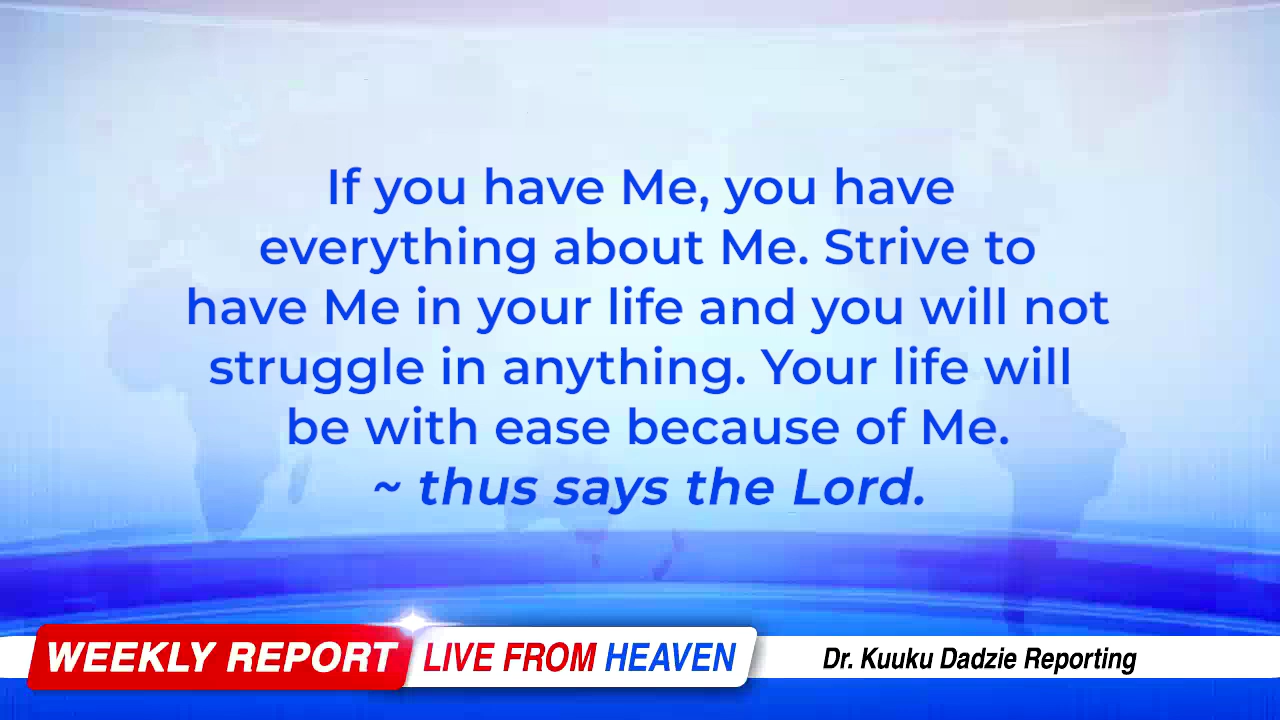 If you have Me, you have
everything about Me. Strive to
have Me in your life and you will not
struggle in anything. Your life will
be with ease because of Me.
~ thus says the Lord.
WEEKLY REPORT LIVE FROM HEAVEN Dr. Kuuku Dadzie Reporting